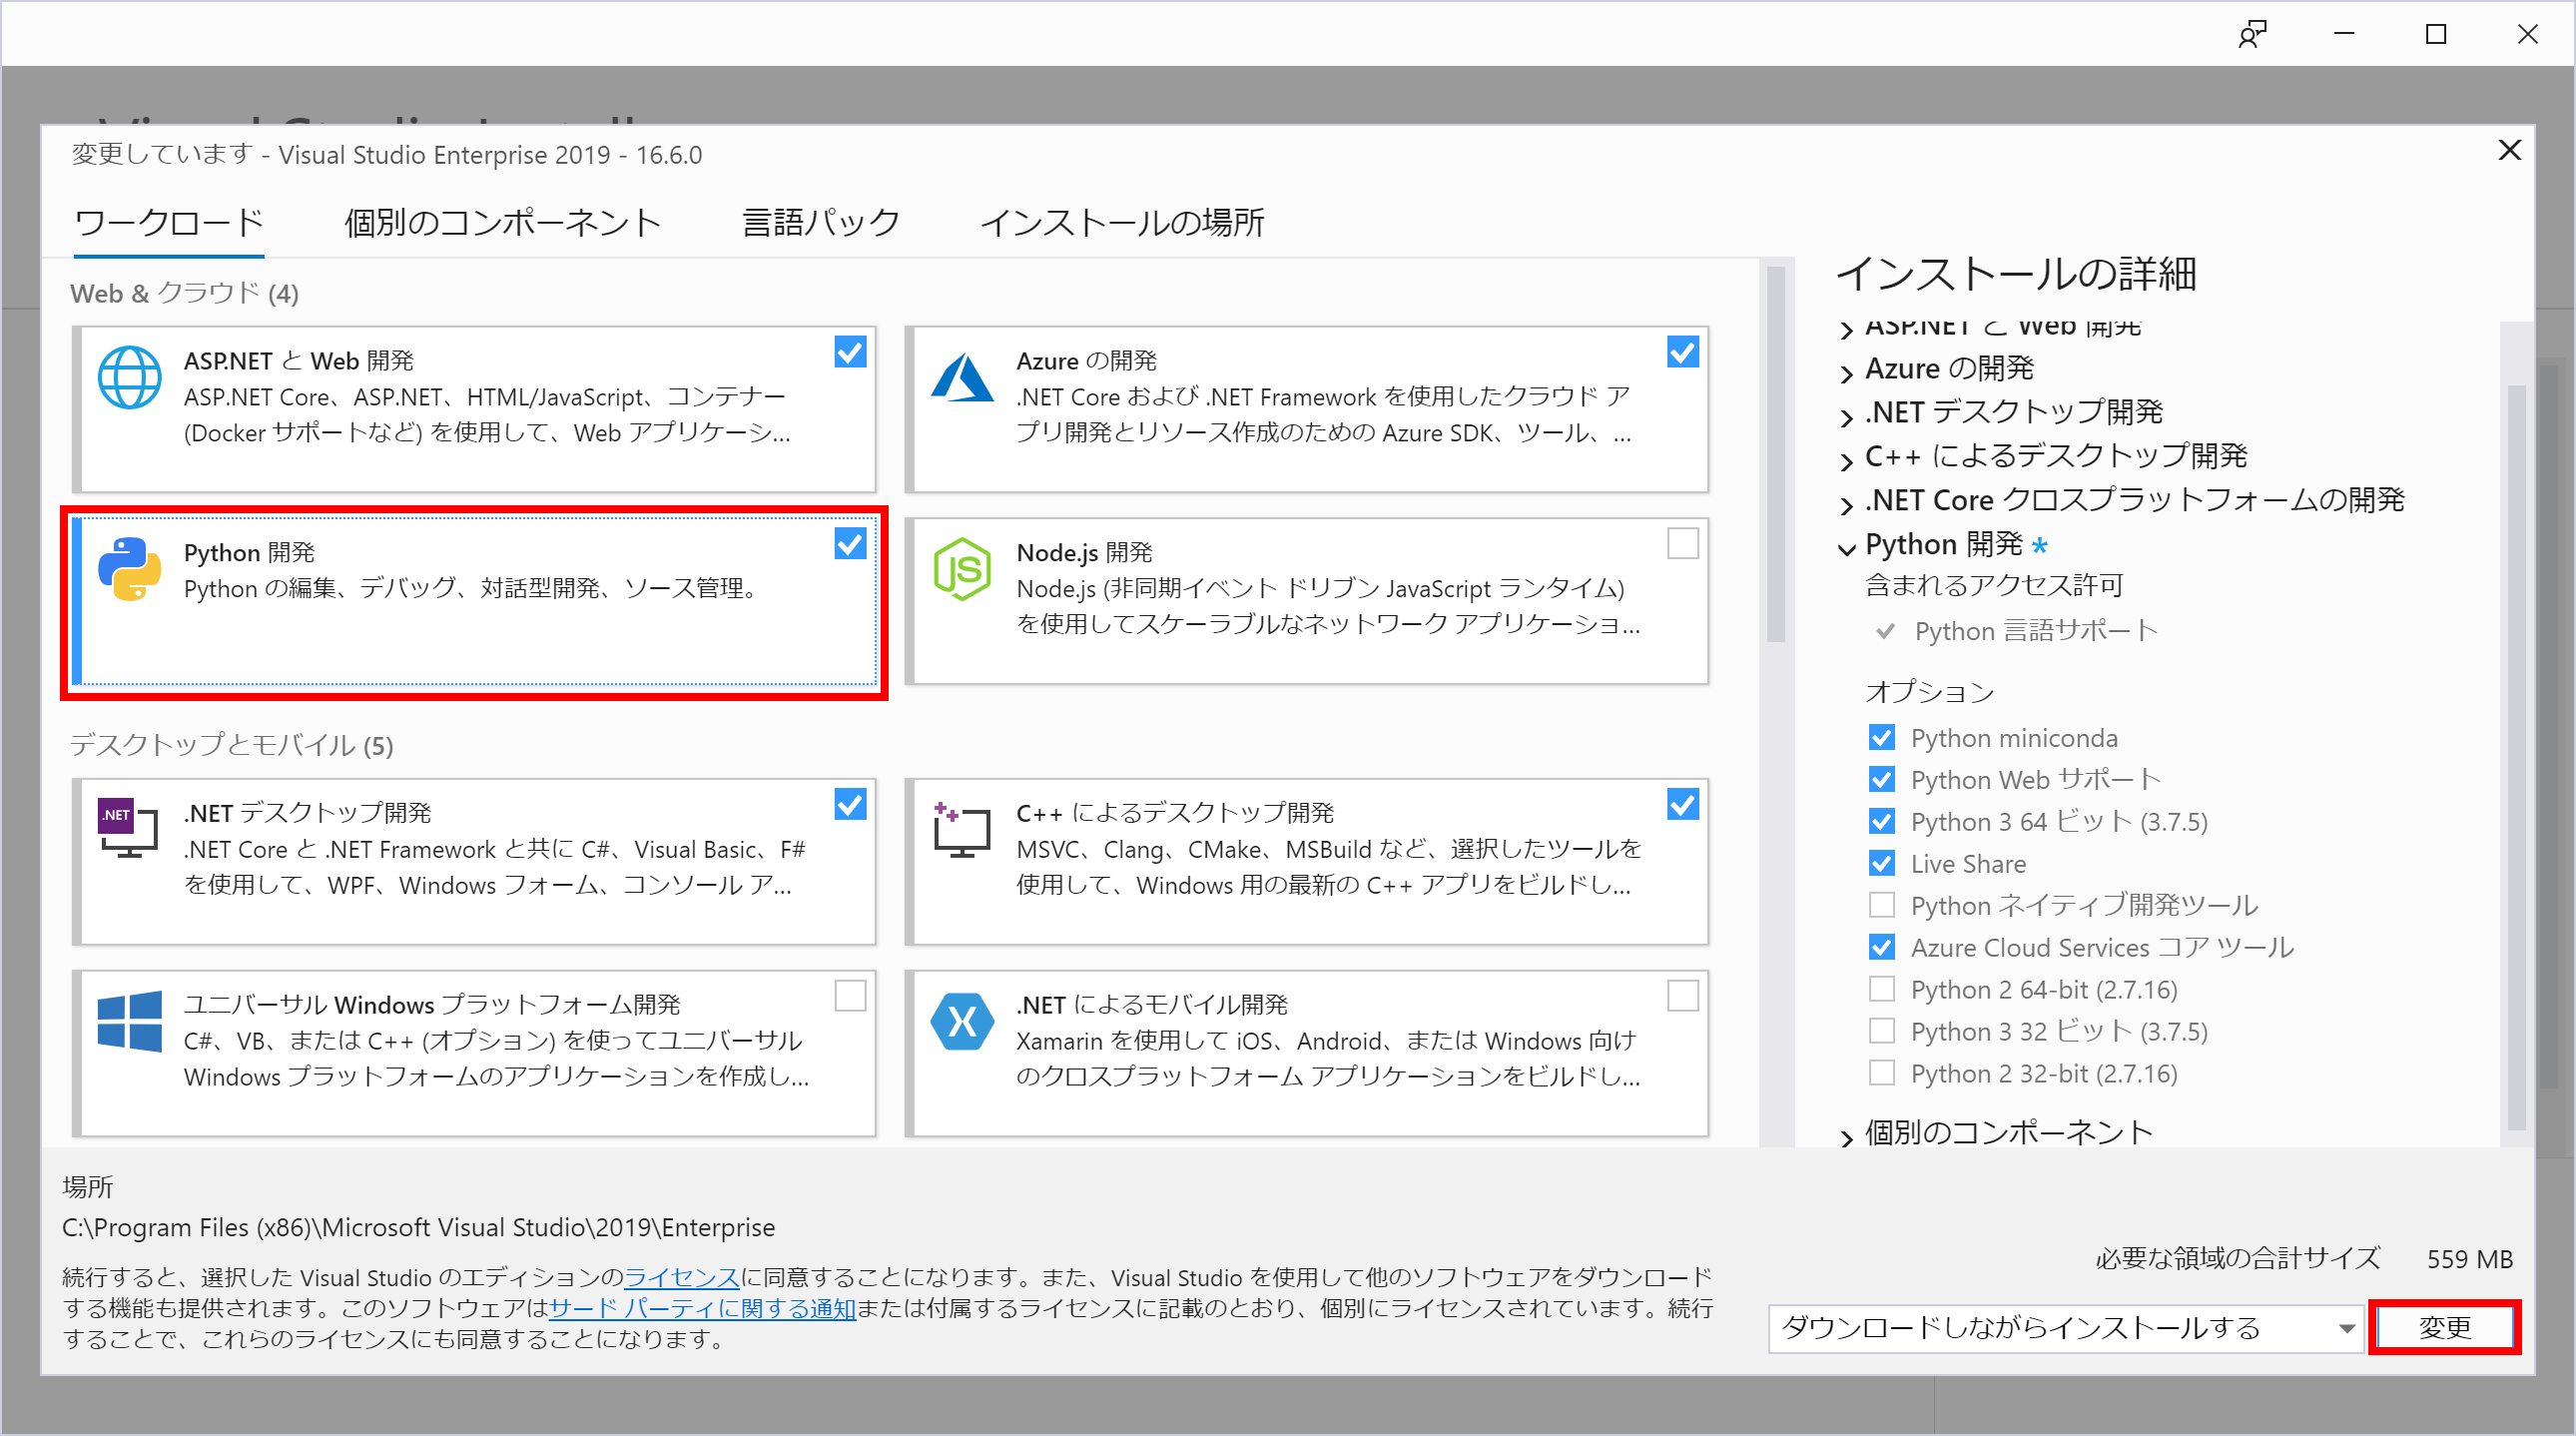 Visual Studio Install
変更しています - Visual Studio Enterprise 2019 - 16.6.0
ワークロード 個別のコンポーネント 言語パック インストールの場所
Web & クラウド (4)
ASP.NET と Web 開発
ASP.NET Core、ASP.NET、HTML/JavaScript、コンテナー
(Docker サポートなど) を使用して、Web アプリケーシ...
Azure の開発
.NET Core および .NET Framework を使用したクラウド ア
プリ開発とリソース作成のための Azure SDK、ツール、...
Python 開発
Python の編集、デバッグ、対話型開発、ソース管理。
Node.js 開発
Node.js (非同期イベント ドリブン JavaScript ランタイム)
を使用してスケーラブルなネットワーク アプリケーショ...
JS
デスクトップとモバイル (5)
.NET
.NET デスクトップ開発
.NET Core と .NET Framework と共に C#、Visual Basic、F#
を使用して、WPF、Windows フォーム、コンソール ア...
C++ によるデスクトップ開発
MSVC、Clang、CMake、MSBuild など、選択したツールを
使用して、Windows 用の最新の C++ アプリをビルドし...
ユニバーサル Windows プラットフォーム開発
C#、VB、または C++ (オプション) を使ってユニバーサル
Windows プラットフォームのアプリケーションを作成し...
.NET によるモバイル開発
Xamarin を使用して iOS、Android、または Windows 向け
のクロスプラットフォーム アプリケーションをビルドし...
インストールの詳細
ASP.NET と Web 開発
Azure の開発
.NET デスクトップ開発
C++ によるデスクトップ開発
.NET Core クロスプラットフォームの開発
Python 開発 *
含まれるアクセス許可
Python 言語サポート
オプション
Python miniconda
Python Web サポート
Python 3 64 ビット (3.7.5)
Live Share
Python ネイティブ開発ツール
Azure Cloud Services コア ツール
Python 2 64-bit (2.7.16)
Python 3 32 ビット (3.7.5)
Python 2 32-bit (2.7.16)
個別のコンポーネント
場所
C:\Program Files (x86)\Microsoft Visual Studio\2019\Enterprise
続行すると、選択した Visual Studio のエディションのライセンスに同意することになります。また、Visual Studio を使用して他のソフトウェアをダウンロード
する機能も提供されます。このソフトウェアはサード パーティに関する通知または付属するライセンスに記載のとおり、個別にライセンスされています。続行
することで、これらのライセンスにも同意することになります。
必要な領域の合計サイズ 559 MB
ダウンロードしながらインストールする 変更